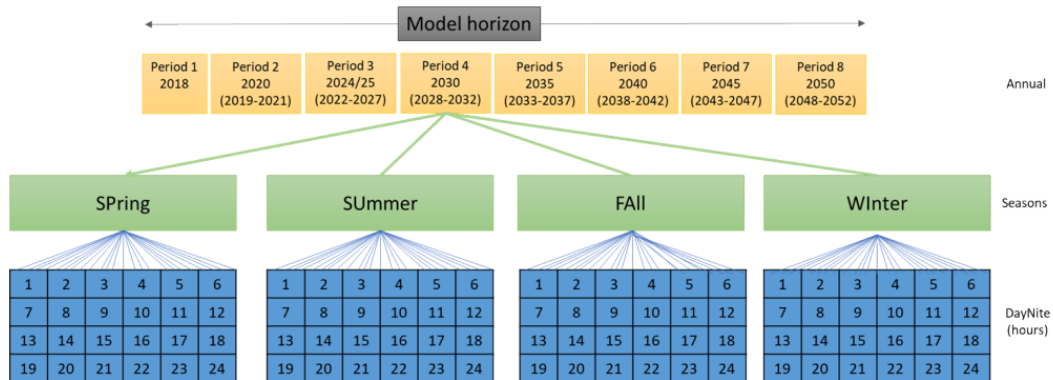 Model horizon
Period 1
2018
Period 2
2020
(2019-2021)
Period 3
2024/25
(2022-2027)
Period 4
2030
(2028-2032)
Period 5
2035
(2033-2037)
Period 6
2040
(2038-2042)
Period 7
2045
(2043-2047)
Period 8
2050
(2048-2052)
Annual
SPring
SUmmer
FAll
WInter
Seasons
1 2 3 4 5 6
7 8 9 10 11 12
13 14 15 16 17 18
19 20 21 22 23 24
1 2 3 4 5 6
7 8 9 10 11 12
13 14 15 16 17 18
19 20 21 22 23 24
1 2 3 4 5 6
7 8 9 10 11 12
13 14 15 16 17 18
19 20 21 22 23 24
1 2 3 4 5 6
7 8 9 10 11 12
13 14 15 16 17 18
19 20 21 22 23 24
DayNite
(hours)